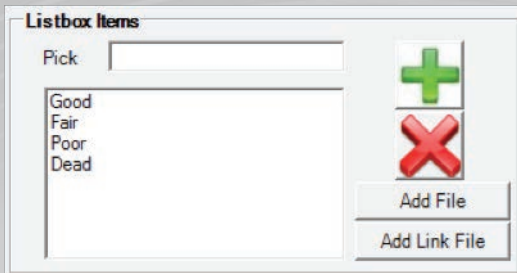 Listbox Items
Pick
Good
Fair
Poor
Dead
Add File
Add Link File